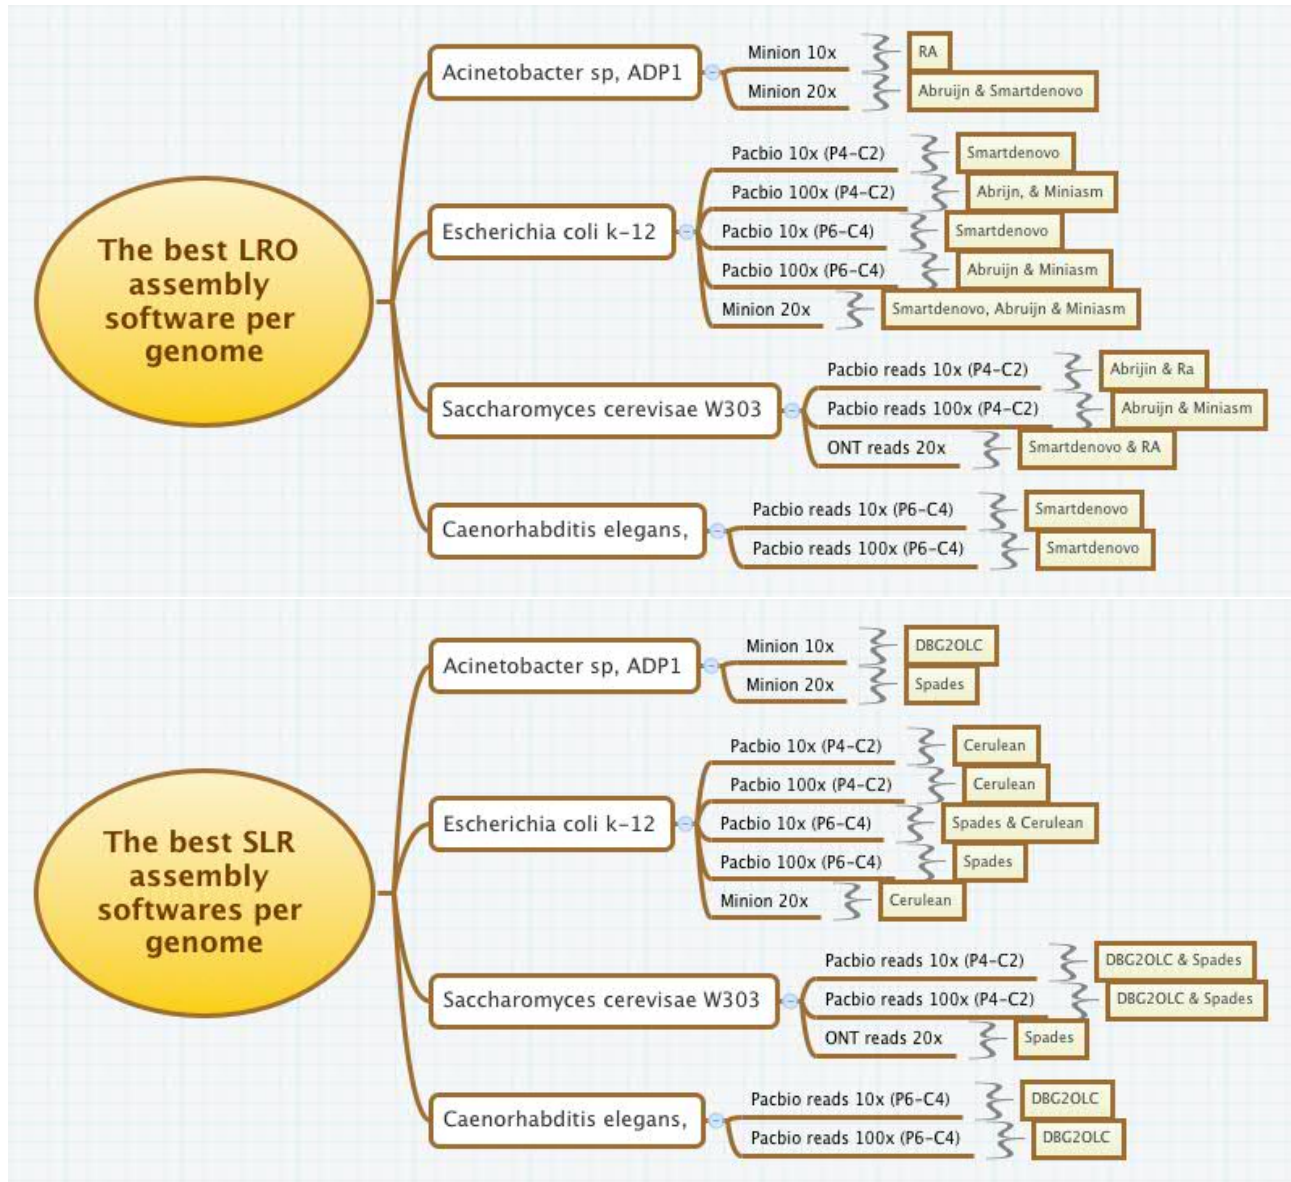 The best LRO
assembly
software per
genome
Acinetobacter sp, ADP1
Minion 10x
RA
Minion 20x
Abruijn & Smartdenovo
Escherichia coli k-12
Pacbio 10x (P4-C2)
Smartdenovo
Pacbio 100x (P4-C2)
Abrijn, & Miniasm
Pacbio 10x (P6-C4)
Smartdenovo
Pacbio 100x (P6-C4)
Abruijn & Miniasm
Minion 20x
Smartdenovo, Abruijn & Miniasm
Saccharomyces cerevisae W303
Pacbio reads 10x (P4-C2)
Abrijin & Ra
Pacbio reads 100x (P4-C2)
Abruijn & Miniasm
ONT reads 20x
Smartdenovo & RA
Caenorhabditis elegans,
Pacbio reads 10x (P6-C4)
Smartdenovo
Pacbio reads 100x (P6-C4)
Smartdenovo
The best SLR
assembly
softwares per
genome
Acinetobacter sp, ADP1
Minion 10x
DBG2OLC
Minion 20x
Spades
Escherichia coli k-12
Pacbio 10x (P4-C2)
Cerulean
Pacbio 100x (P4-C2)
Cerulean
Pacbio 10x (P6-C4)
Spades & Cerulean
Pacbio 100x (P6-C4)
Spades
Minion 20x
Cerulean
Saccharomyces cerevisae W303
Pacbio reads 10x (P4-C2)
DBG2OLC & Spades
Pacbio reads 100x (P4-C2)
DBG2OLC & Spades
ONT reads 20x
Spades
Caenorhabditis elegans,
Pacbio reads 10x (P6-C4)
DBG2OLC
Pacbio reads 100x (P6-C4)
DBG2OLC